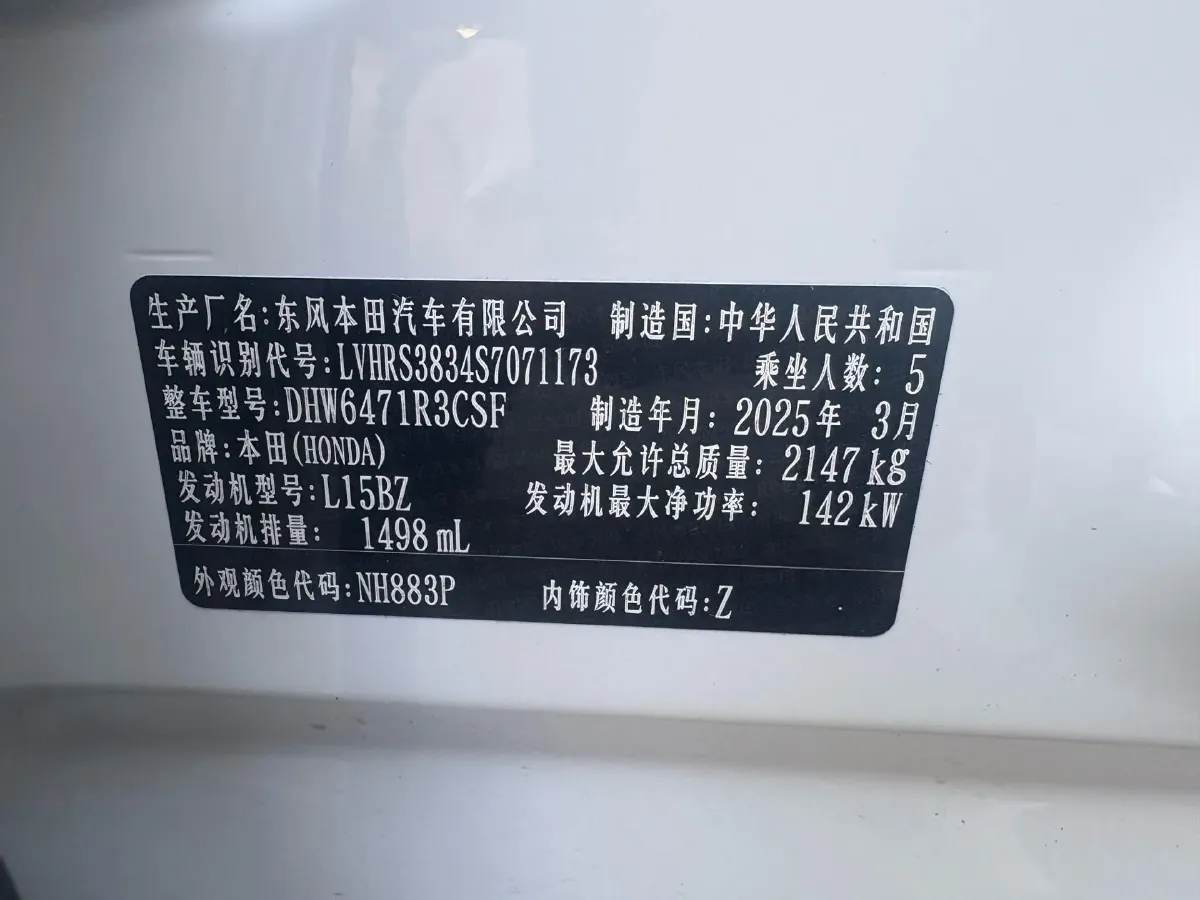 生产厂名:东风本田汽车有限公司 制造国:中华人民共和国
车辆识别代号:LVHRS3834S7071173 乘坐人数: 5
整车型号:DHW6471R3CSF 制造年月: 2025年 3月
品牌:本田(HONDA) 最大允许总质量: 2147kg
发动机型号:L15BZ 发动机最大净功率: 142kW
发动机排量: 1498mL
外观颜色代码:NH883P 内饰颜色代码:Z